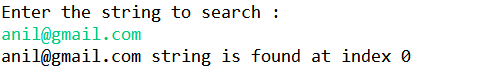 Enter the string to search :
anil@gmail.com
anil@gmail.com string is found at index 0